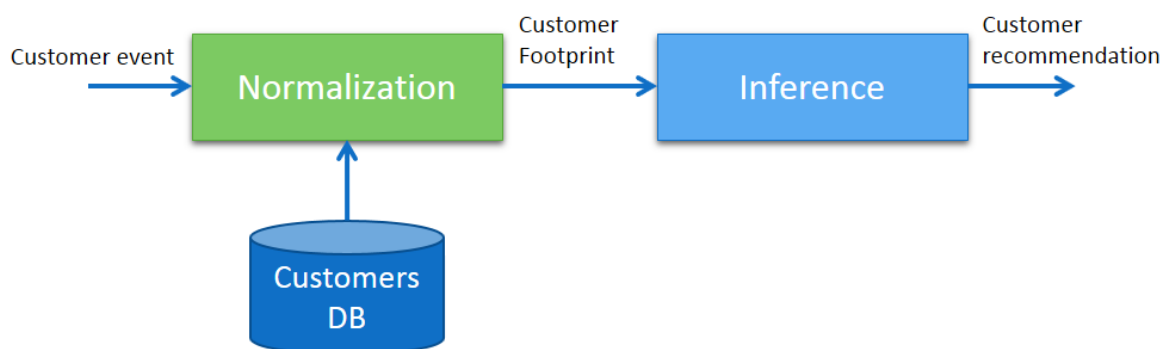 Customer event
Normalization
Customer
Footprint
Inference
Customer
recommendation
Customers
DB